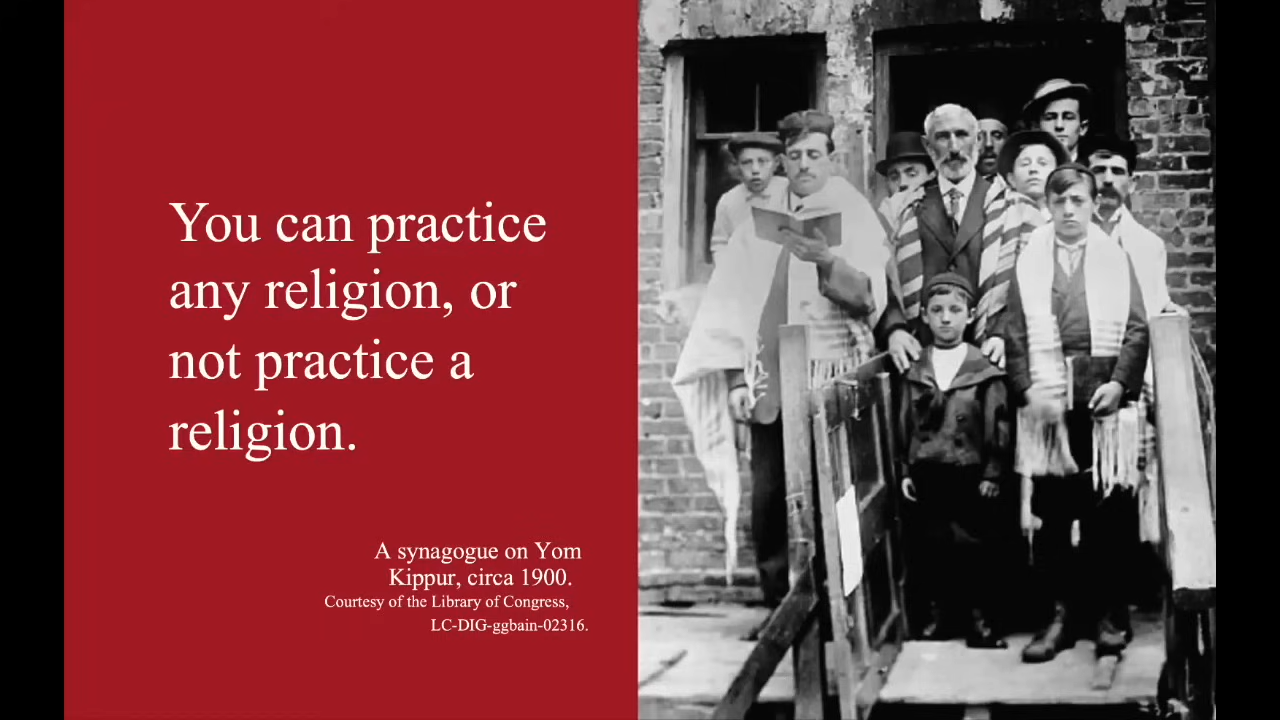 You can practice
any religion, or
not practice a
religion.
A synagogue on Yom
Kippur, circa 1900.
Courtesy of the Library of Congress,
LC-DIG-ggbain-02316.